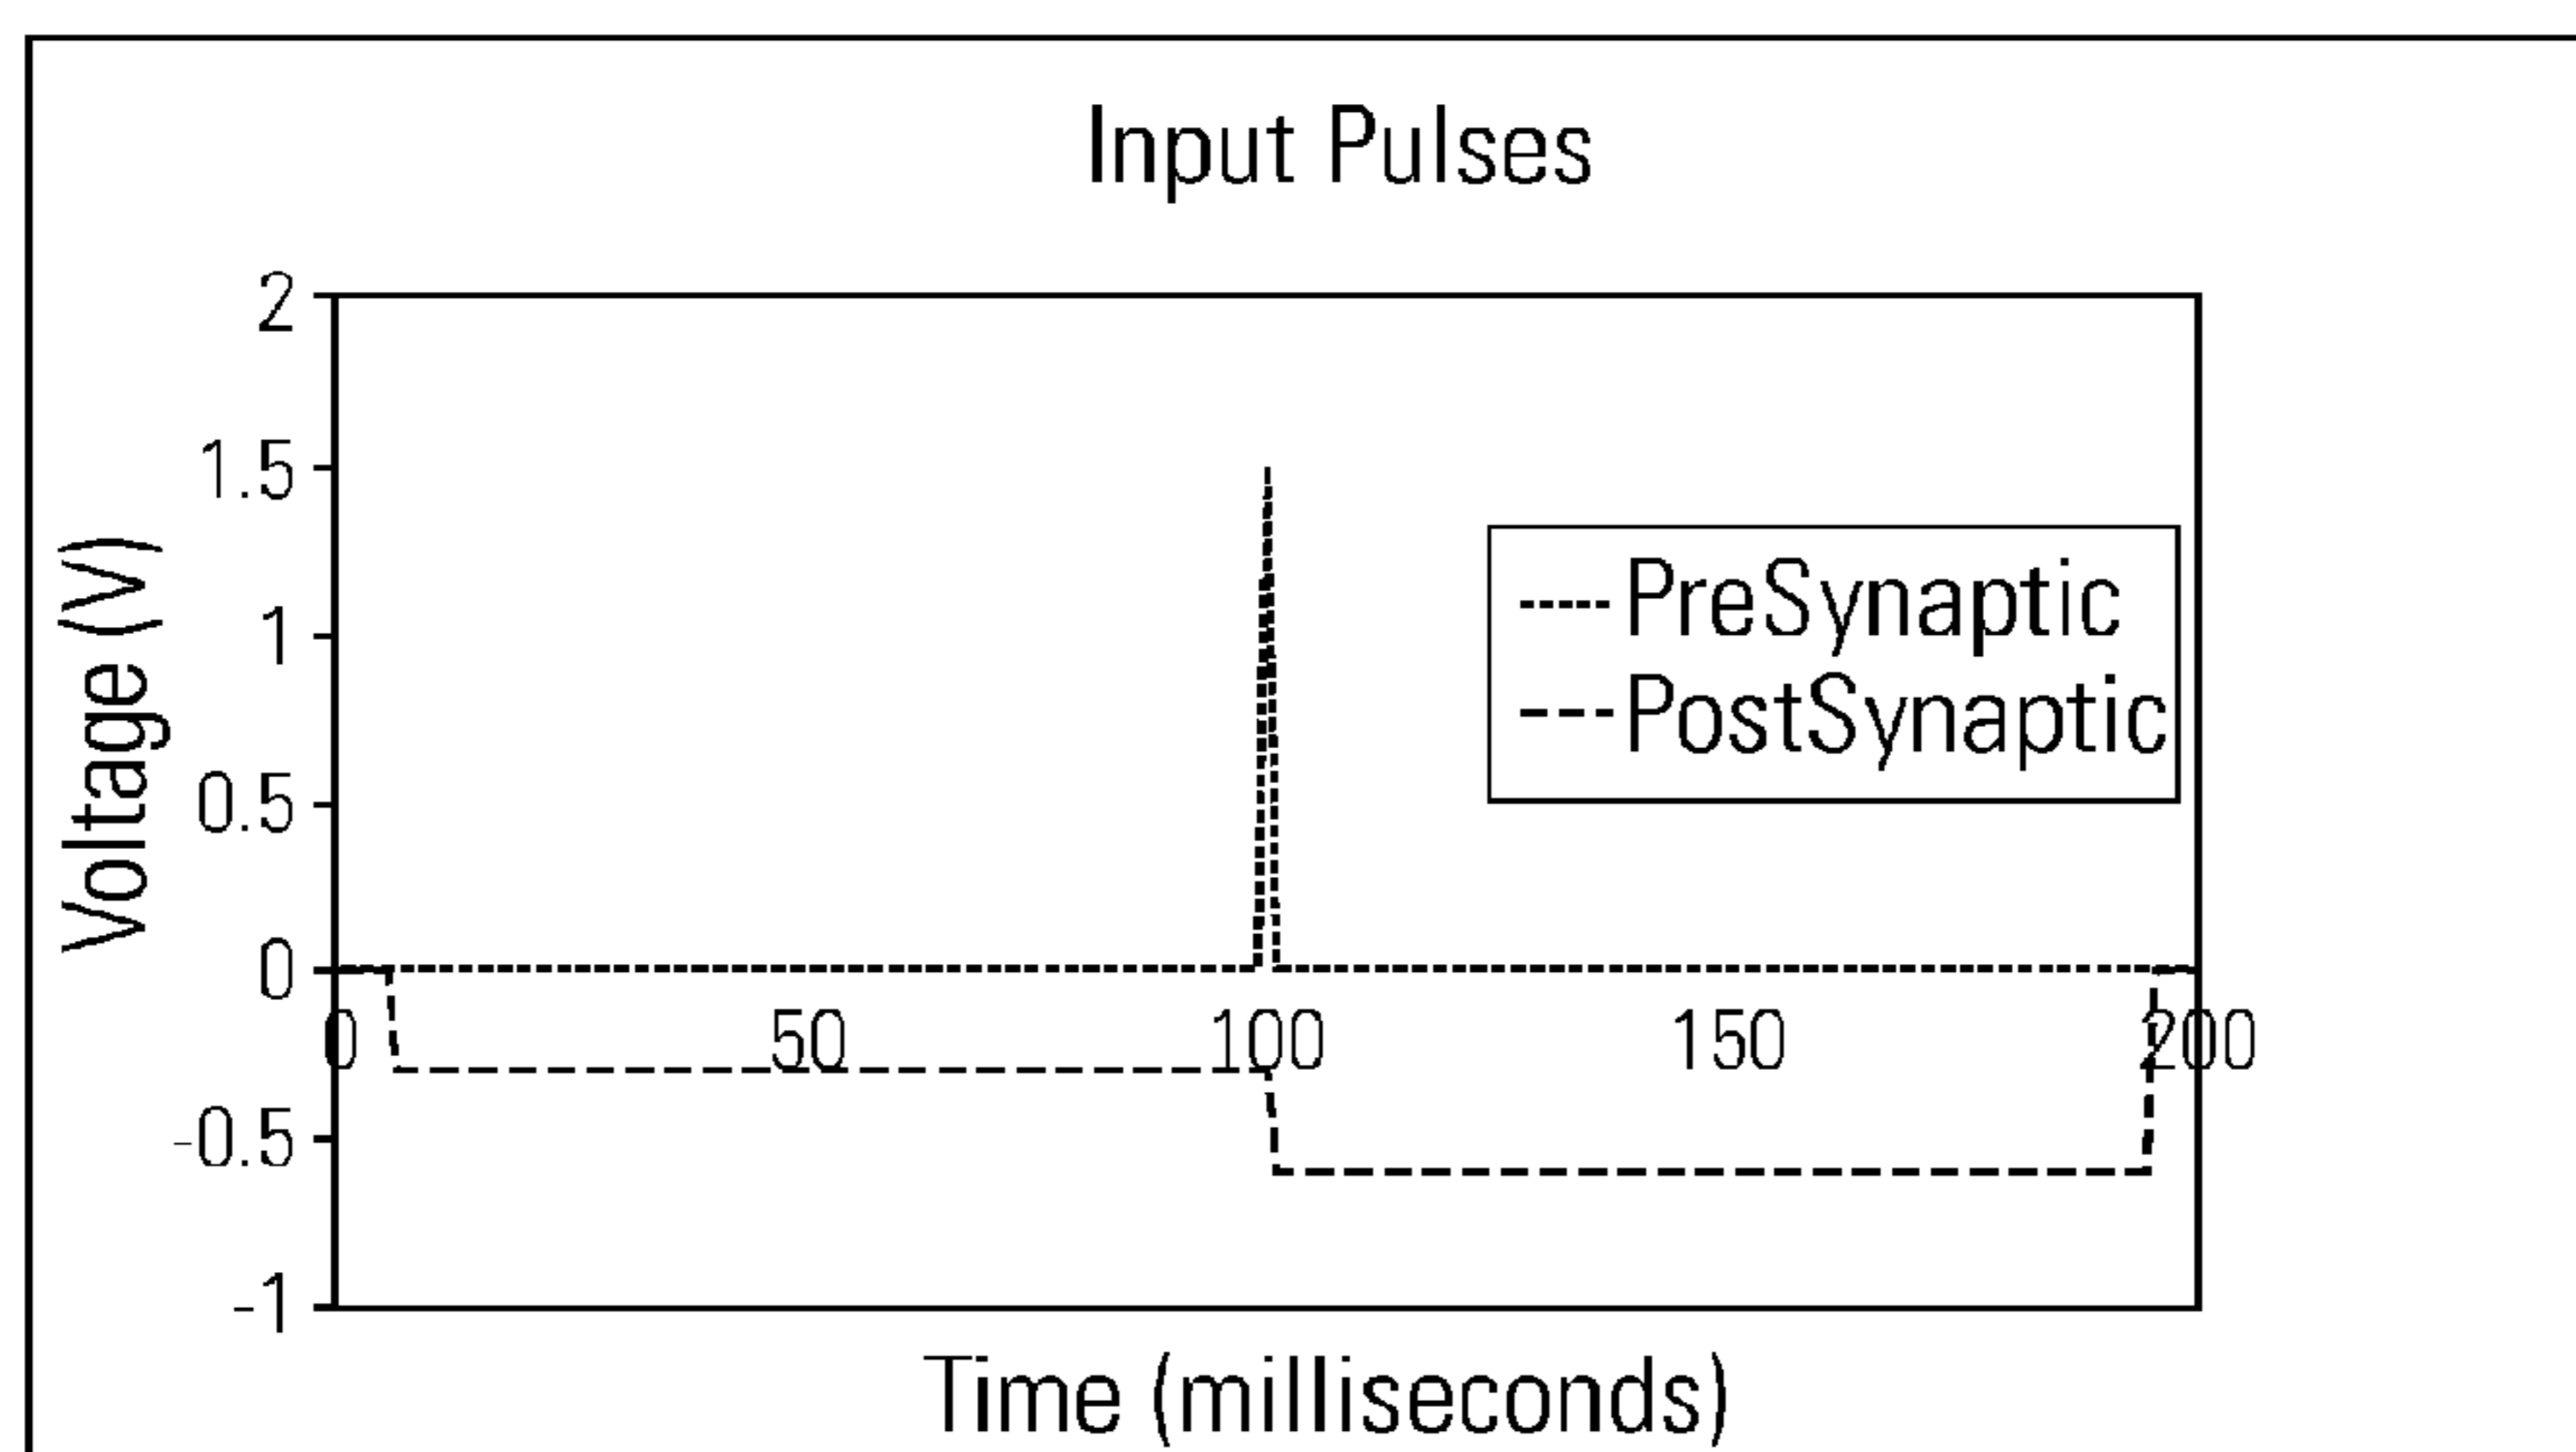 Input Pulses
2
1.5
1
0.5
0
-0.5
-1
Voltage (V)
0 50 100 150 200
PreSynaptic
PostSynaptic
Time (milliseconds)